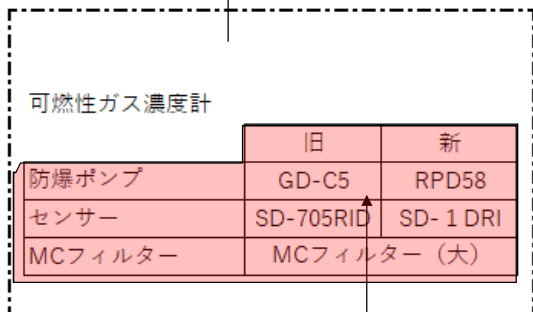 可燃性ガス濃度計
旧 新
防爆ポンプ GD-C5 RPD58
センサー SD-705RID SD-１DRI
MCフィルター MCフィルター（大）